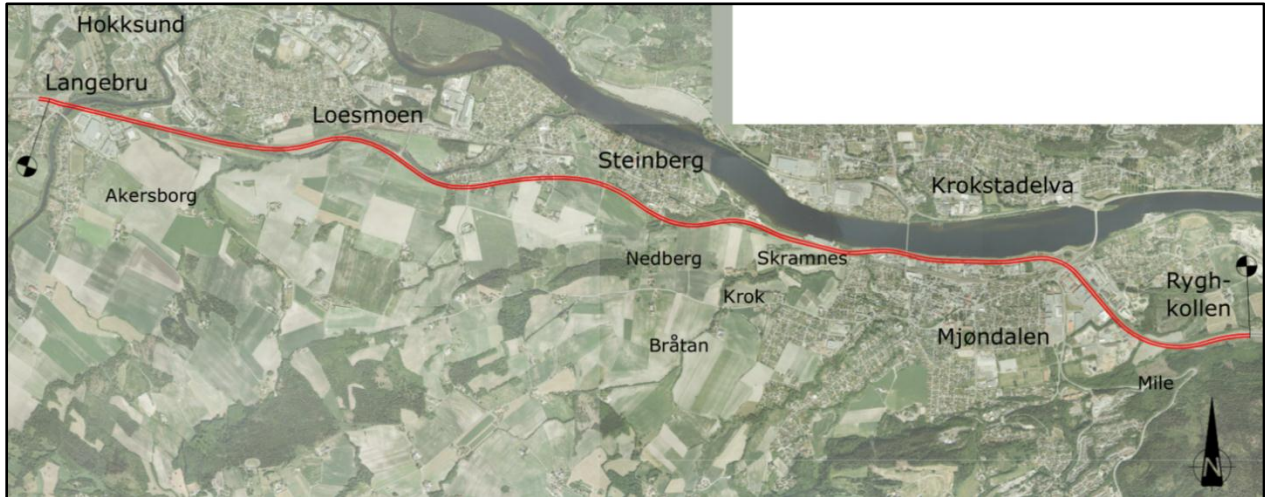 Hokksund
Langebru
Loesmoen
Steinberg
Krokstadelva
Akersborg
Nedberg
Skramnes
Rygh-
kollen
Krok
Mjøndalen
Bråtan
Mile
N